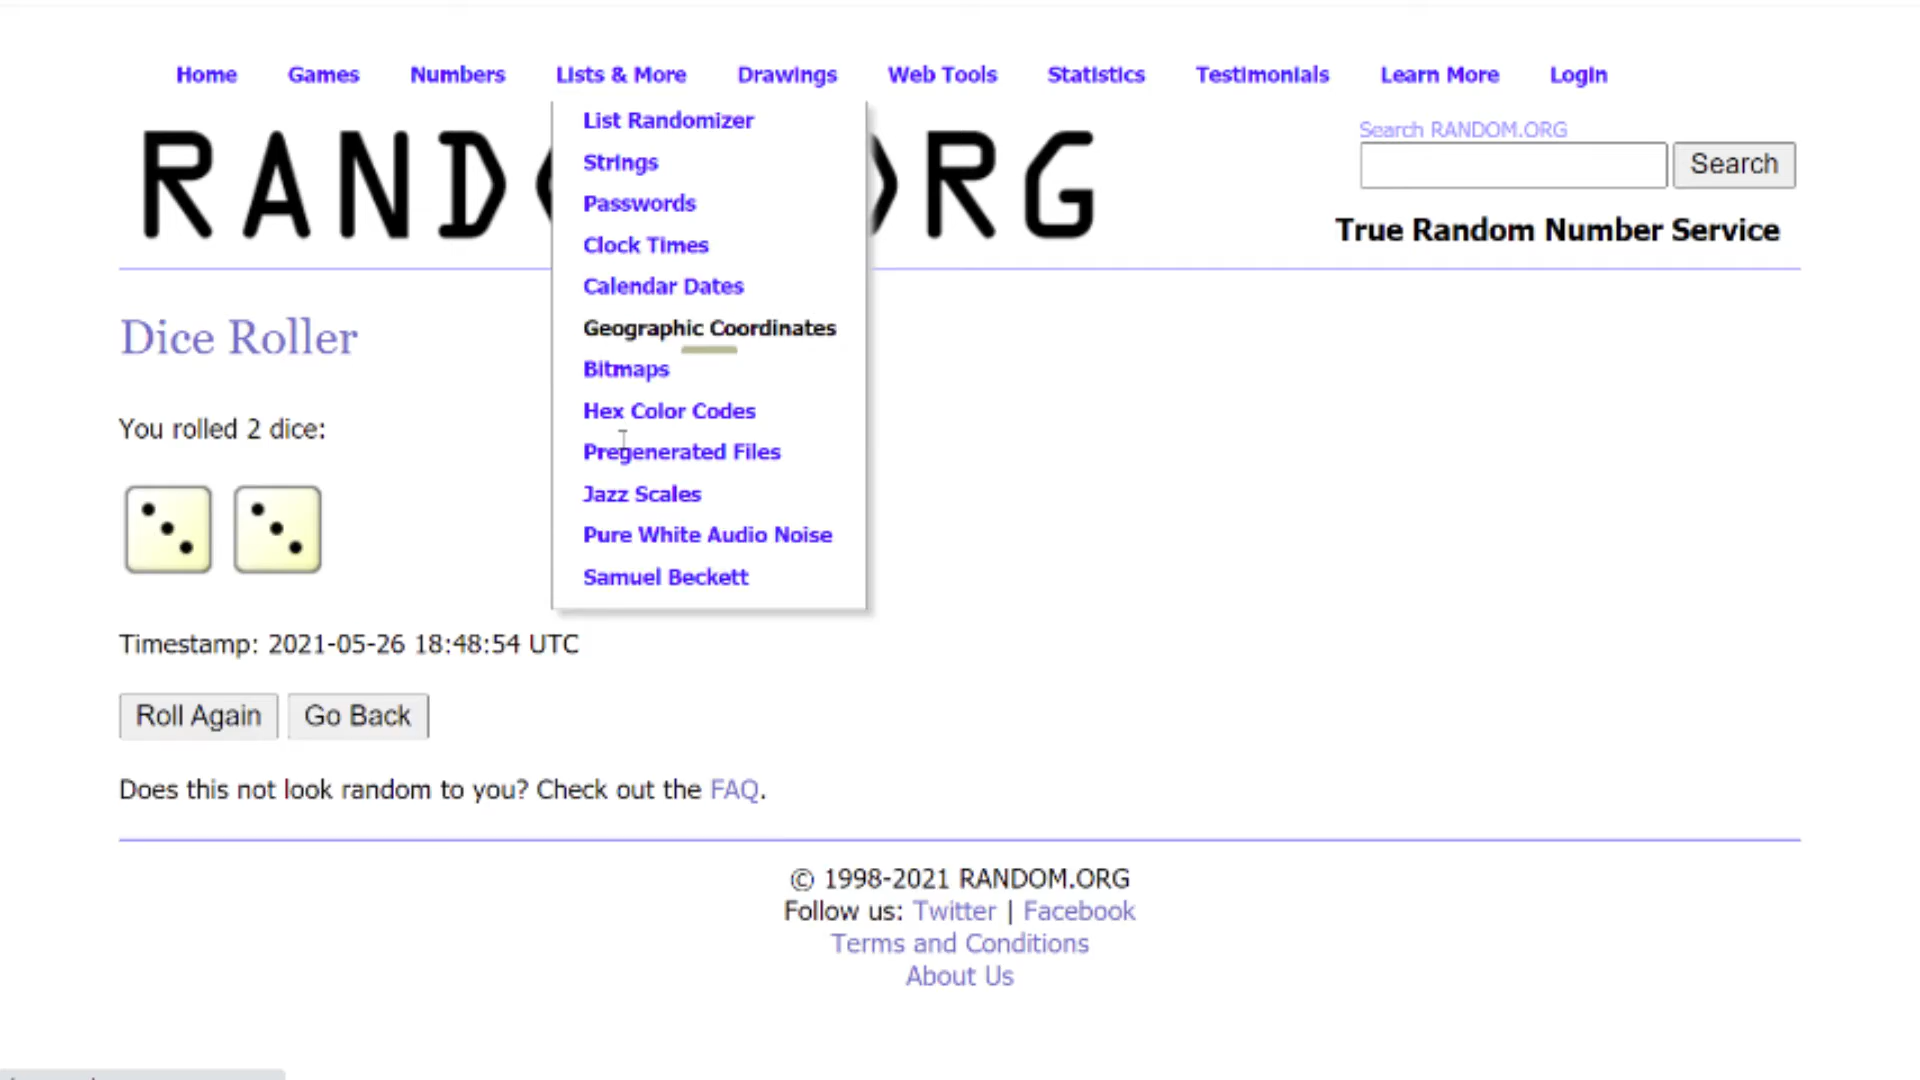 Home Games Numbers Lists & More Drawings Web Tools Statistics Testimonials Learn More Login
List Randomizer
Strings
Passwords
Clock Times
Calendar Dates
Geographic Coordinates
Bitmaps
Hex Color Codes
Pregenerated Files
Jazz Scales
Pure White Audio Noise
Samuel Beckett
Search RANDOM.ORG
Search
True Random Number Service
Dice Roller
You rolled 2 dice:
Timestamp: 2021-05-26 18:48:54 UTC
Roll Again Go Back
Does this not look random to you? Check out the FAQ.
© 1998-2021 RANDOM.ORG
Follow us: Twitter | Facebook
Terms and Conditions
About Us